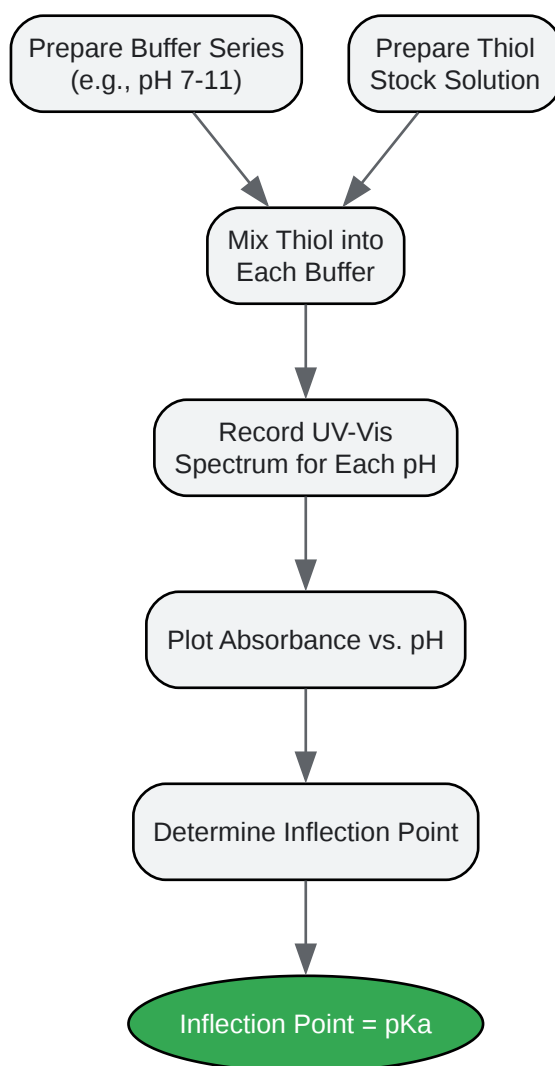 Prepare Buffer Series
(e.g., pH 7-11)
Prepare Thiol
Stock Solution
Mix Thiol into
Each Buffer
Record UV-Vis
Spectrum for Each pH
Plot Absorbance vs. pH
Determine Inflection Point
Inflection Point = pKa